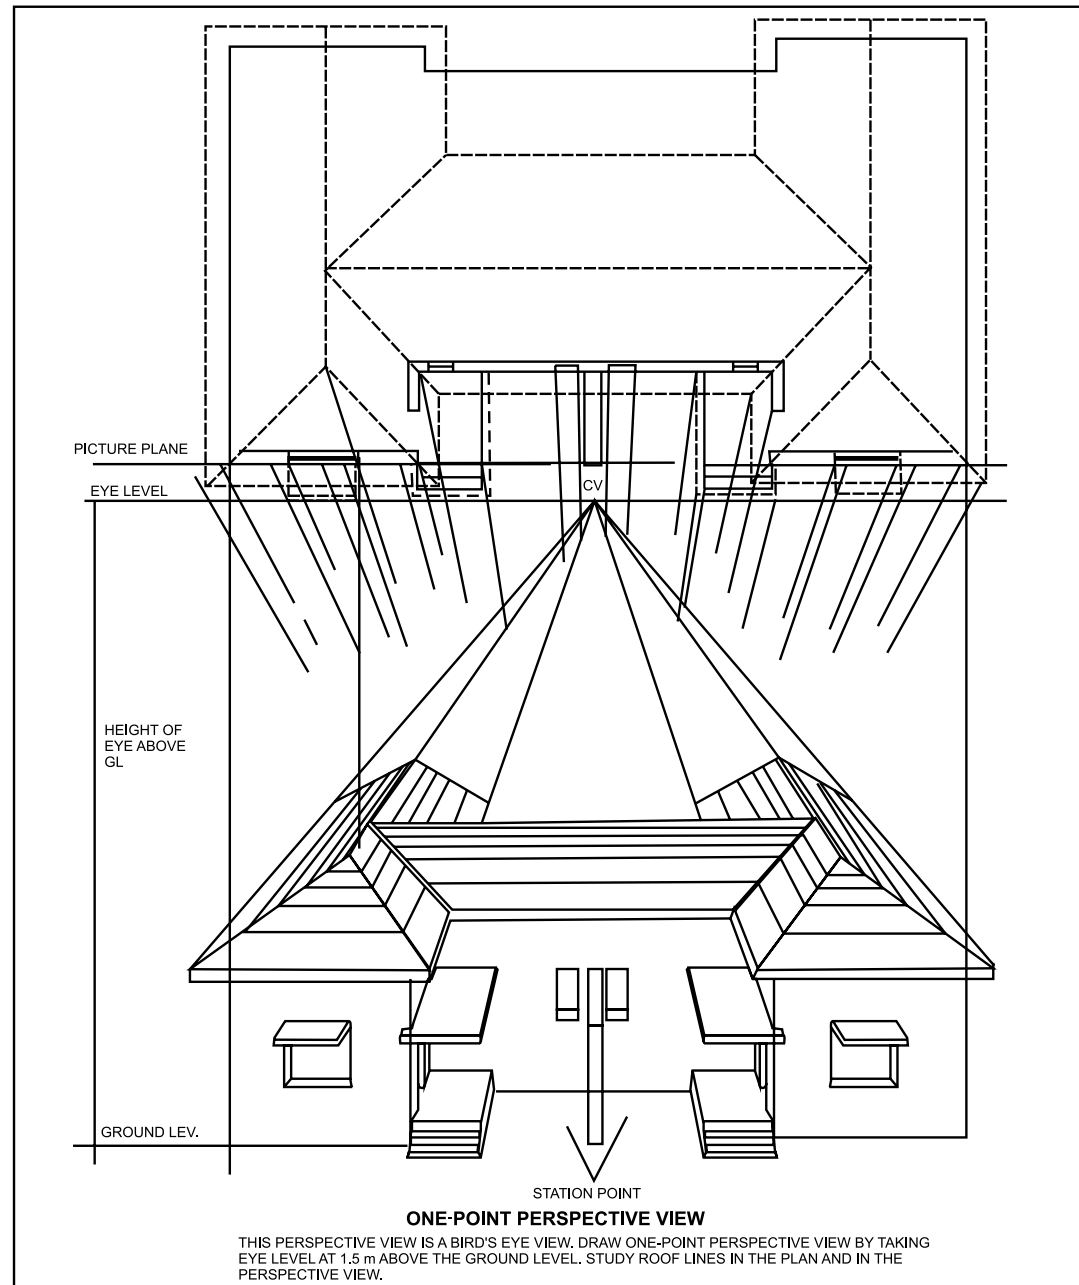 PICTURE PLANE
EYE LEVEL
CV
HEIGHT OF
EYE ABOVE
GL
GROUND LEV.
STATION POINT
ONE-POINT PERSPECTIVE VIEW
THIS PERSPECTIVE VIEW IS A BIRD'S EYE VIEW. DRAW ONE-POINT PERSPECTIVE VIEW BY TAKING
EYE LEVEL AT 1.5 m ABOVE THE GROUND LEVEL. STUDY ROOF LINES IN THE PLAN AND IN THE
PERSPECTIVE VIEW.